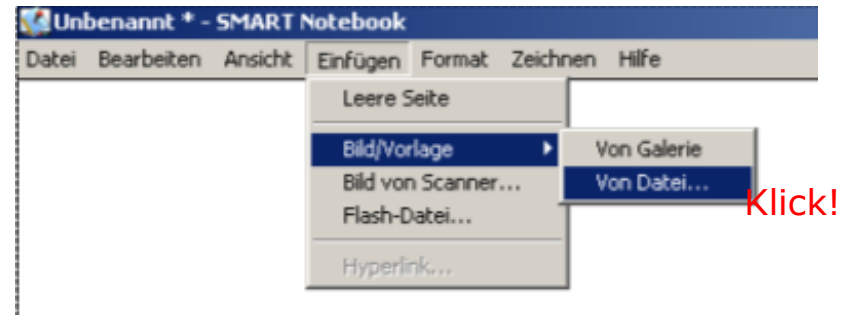 Unbenannt * - SMART Notebook
Datei Bearbeiten Ansicht Einfügen Format Zeichnen Hilfe
Leere Seite
Bild/Vorlage Von Galerie
Bild von Scanner... Von Datei...
Klick!
Flash-Datei...
Hyperlink...